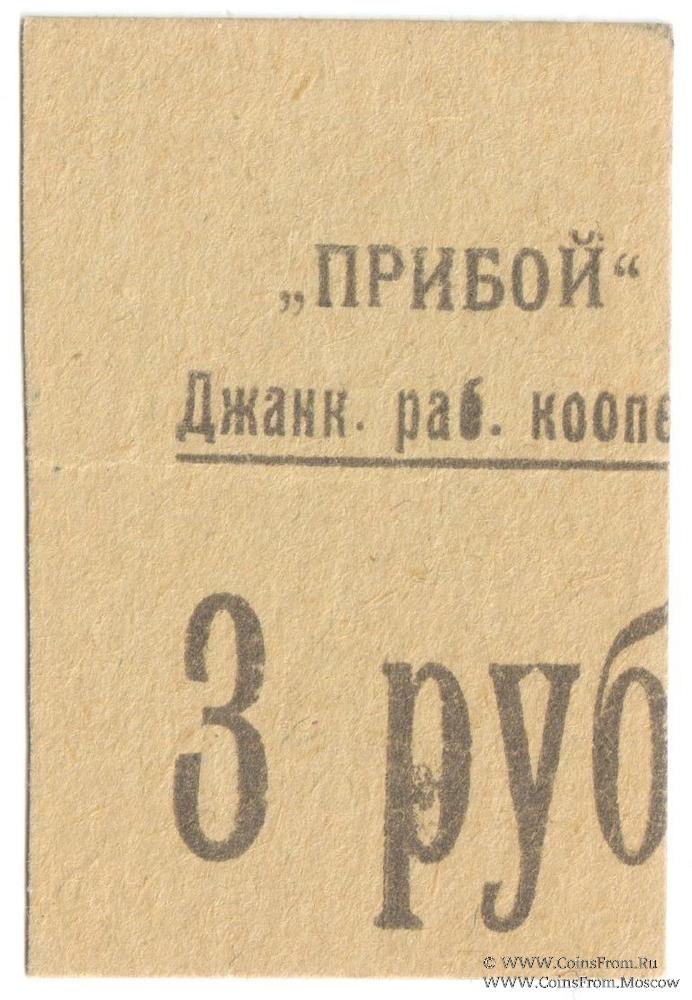 „ПРИБОЙ“
Джанк. раб. коопе
3 руб
© WWW.CoinsFrom.Ru
WWW.CoinsFrom.Moscow